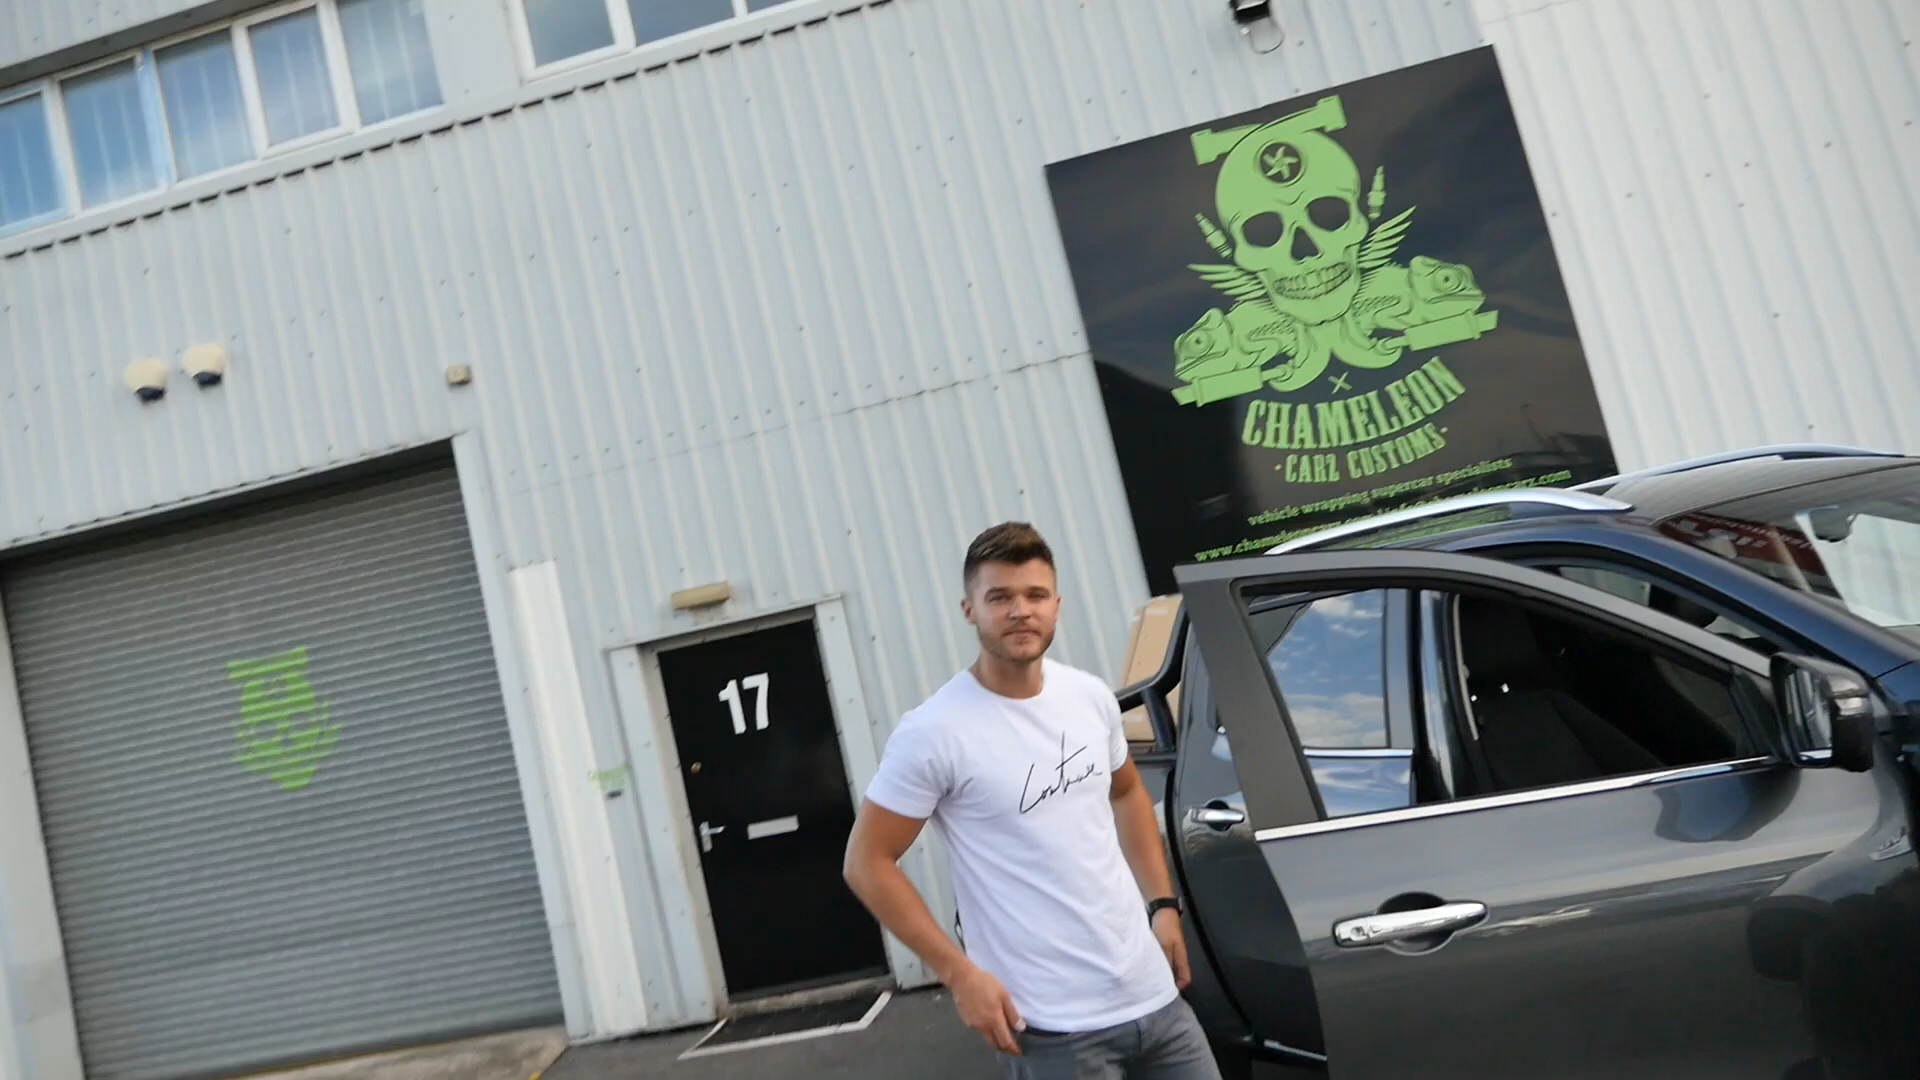 CHAMELEON
·CARZ CUSTOMS·
vehicle wrapping supercar specialists
17